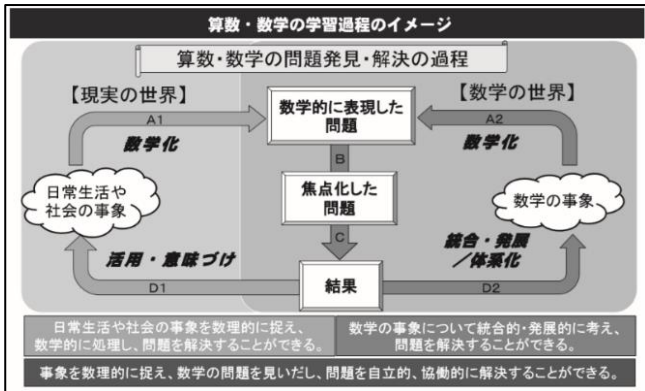 算数・数学の学習過程のイメージ
算数・数学の問題発見・解決の過程
【現実の世界】
【数学の世界】
A1
数学化
数学的に表現した
問題
A2
数学化
B
日常生活や
社会の事象
焦点化した
問題
数学の事象
C
活用・意味づけ
統合・発展
／体系化
D1
結果
D2
日常生活や社会の事象を数理的に捉え、
数学的に処理し、問題を解決することができる。
数学の事象について統合的・発展的に考え、
問題を解決することができる。
事象を数理的に捉え、数学の問題を見いだし、問題を自立的、協働的に解決することができる。